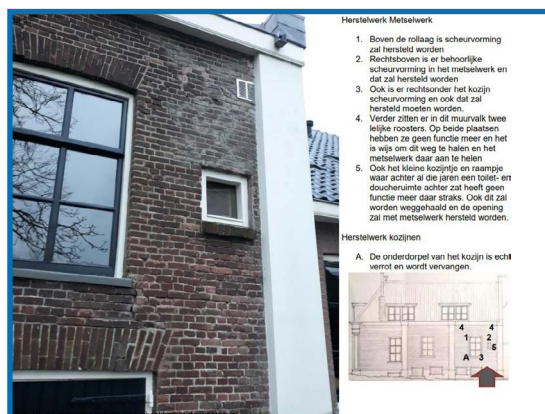 Herstelwerk Metselwerk
1. Boven de rollaag is scheurvorming
zal hersteld worden
2. Rechtsboven is er behoorlijke
scheurvorming in het metselwerk en
dat zal hersteld worden
3. Ook is er rechtsonder het kozijn
scheurvorming en ook dat zal
hersteld moeten worden.
4. Verder zitten er in dit muurvalk twee
lelijke roosters. Op beide plaatsen
hebben ze geen functie meer en het
is wijs om dit weg te halen en het
metselwerk daar aan te helen
5. Ook het kleine kozijntje en raampje
waar achter al die jaren een toilet- en
doucheruimte achter zat heeft geen
functie meer daar straks. Ook dit zal
worden weggehaald en de opening
zal met metselwerk hersteld worden.
Herstelwerk kozijnen
A. De onderdorpel van het kozijn is echt
verrot en wordt vervangen.
4 4
1 2
5
A 3